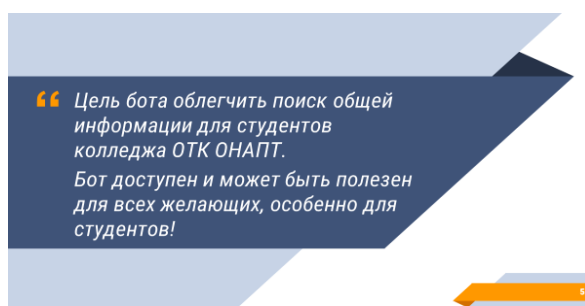 “ Цель бота облегчить поиск общей
информации для студентов
колледжа ОТК ОНАПТ.
Бот доступен и может быть полезен
для всех желающих, особенно для
студентов!
5